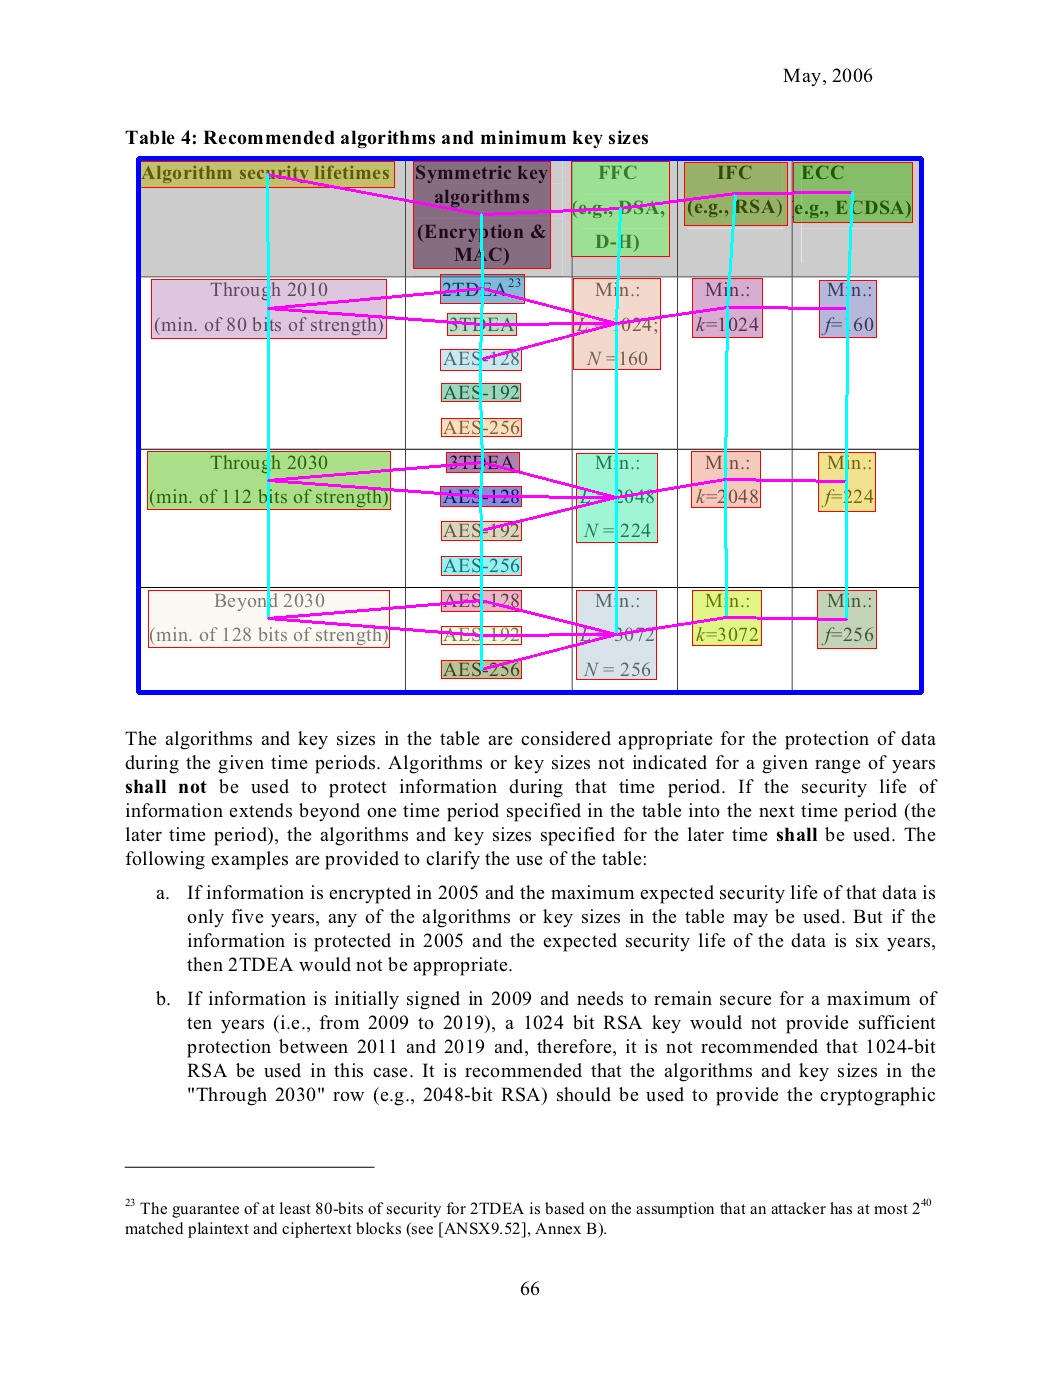 May, 2006
Table 4: Recommended algorithms and minimum key sizes
Algorithm security lifetimes
Symmetric key
algorithms
(Encryption &
MAC)
FFC
(e.g., DSA,
D-H)
IFC
(e.g., RSA)
ECC
(e.g., ECDSA)
Through 2010
(min. of 80 bits of strength)
2TDEA23
3TDEA
AES-128
AES-192
AES-256
Min.:
L = 1024;
N = 160
Min.:
k=1024
Min.:
f=160
Through 2030
(min. of 112 bits of strength)
3TDEA
AES-128
AES-192
AES-256
Min.:
L = 2048
N = 224
Min.:
k=2048
Min.:
f=224
Beyond 2030
(min. of 128 bits of strength)
AES-128
AES-192
AES-256
Min.:
L = 3072
N = 256
Min.:
k=3072
Min.:
f=256
The algorithms and key sizes in the table are considered appropriate for the protection of data
during the given time periods. Algorithms or key sizes not indicated for a given range of years
shall not be used to protect information during that time period. If the security life of
information extends beyond one time period specified in the table into the next time period (the
later time period), the algorithms and key sizes specified for the later time shall be used. The
following examples are provided to clarify the use of the table:
a. If information is encrypted in 2005 and the maximum expected security life of that data is
only five years, any of the algorithms or key sizes in the table may be used. But if the
information is protected in 2005 and the expected security life of the data is six years,
then 2TDEA would not be appropriate.
b. If information is initially signed in 2009 and needs to remain secure for a maximum of
ten years (i.e., from 2009 to 2019), a 1024 bit RSA key would not provide sufficient
protection between 2011 and 2019 and, therefore, it is not recommended that 1024-bit
RSA be used in this case. It is recommended that the algorithms and key sizes in the
"Through 2030" row (e.g., 2048-bit RSA) should be used to provide the cryptographic
23 The guarantee of at least 80-bits of security for 2TDEA is based on the assumption that an attacker has at most 2^40
matched plaintext and ciphertext blocks (see [ANSX9.52], Annex B).
66